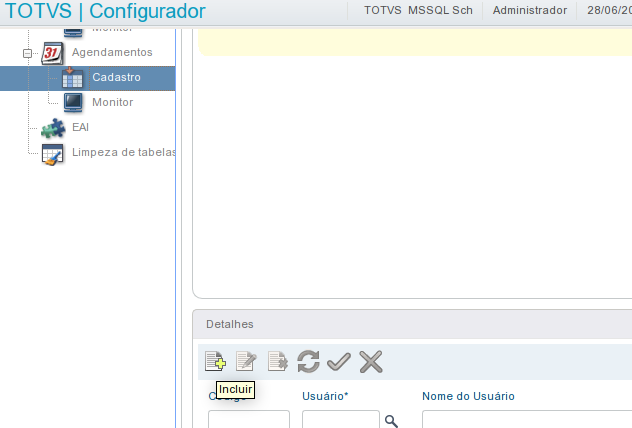 TOTVS | Configurador
TOTVS MSSQL Sch
Administrador
28/06/20
Monitor
Agendamentos
31
Cadastro
Monitor
EAI
Limpeza de tabelas
Detalhes
Incluir
Código
Usuário*
Nome do Usuário